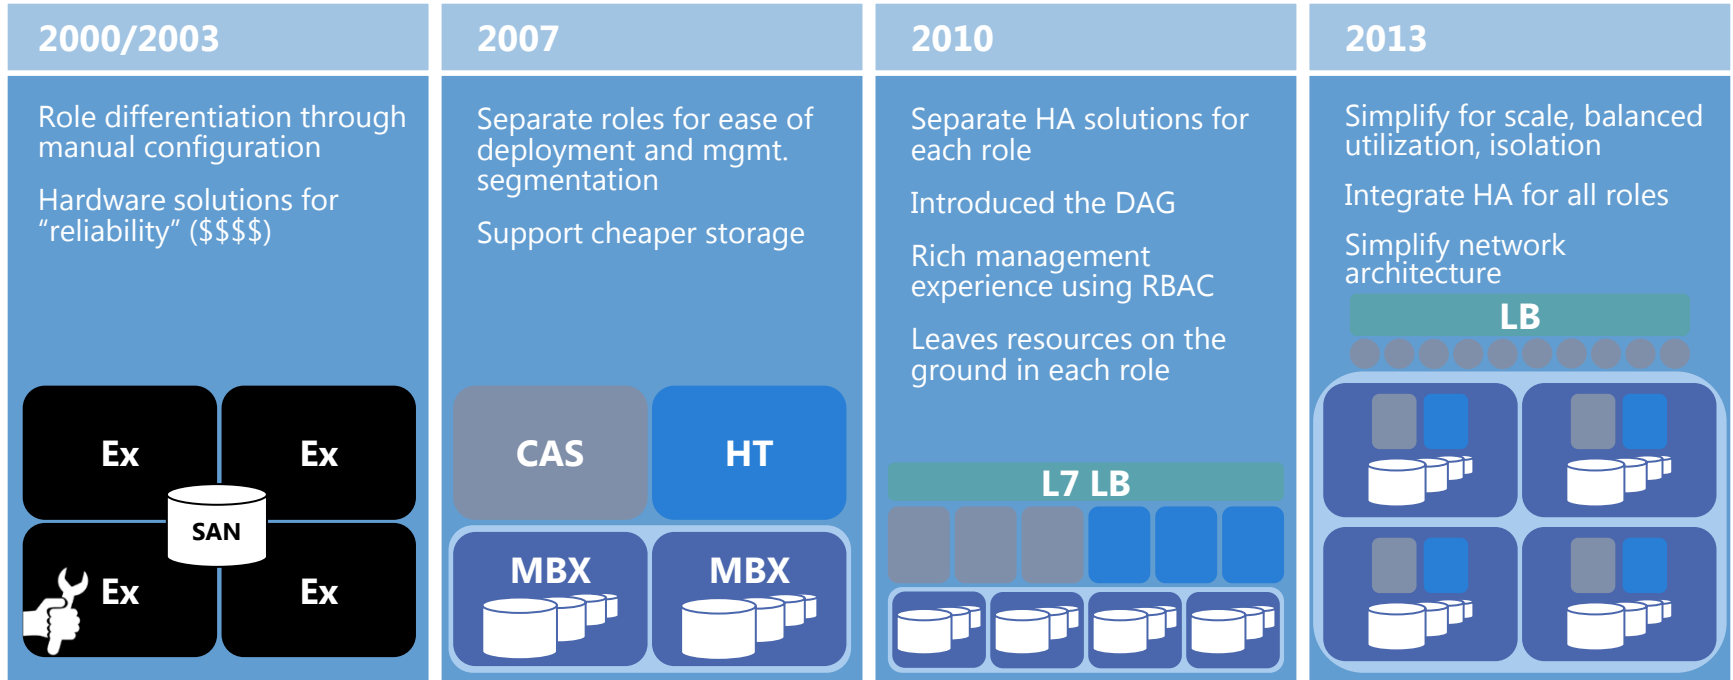 2000/2003
Role differentiation through
manual configuration
Hardware solutions for
“reliability” ($$$$)
Ex
Ex
SAN
Ex
Ex
2007
Separate roles for ease of
deployment and mgmt.
segmentation
Support cheaper storage
CAS
HT
MBX
MBX
2010
Separate HA solutions for
each role
Introduced the DAG
Rich management
experience using RBAC
Leaves resources on the
ground in each role
L7 LB
2013
Simplify for scale, balanced
utilization, isolation
Integrate HA for all roles
Simplify network
architecture
LB